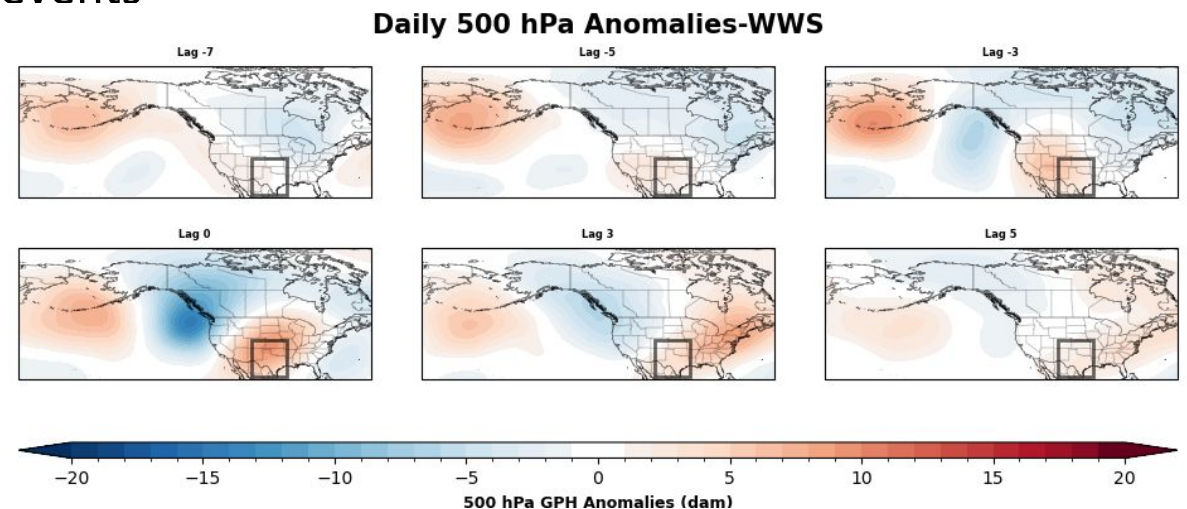 Daily 500 hPa Anomalies-WWS
Lag -7
Lag -5
Lag -3
Lag 0
Lag 3
Lag 5
−20 −15 −10 −5 0 5 10 15 20
500 hPa GPH Anomalies (dam)